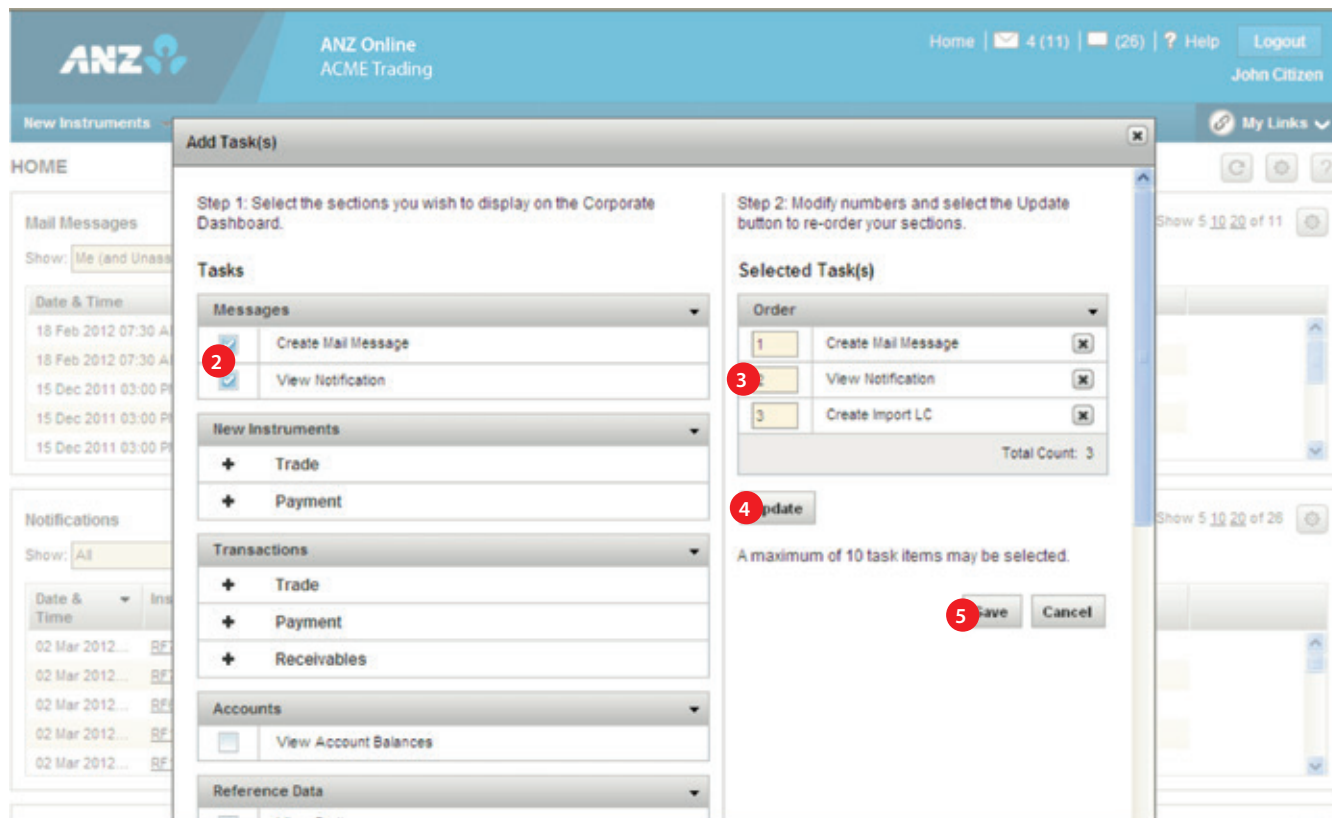 ANZ
ANZ Online
ACME Trading
Home | 4 (11) | (26) | ? Help Logout
John Citizen
New Instruments
My Links
HOME
Add Task(s)
Mail Messages
Show: Me (and Unass
Date & Time
18 Feb 2012 07:30 A
18 Feb 2012 07:30 A
15 Dec 2011 03:00 P
15 Dec 2011 03:00 P
15 Dec 2011 03:00 P
Notifications
Show: All
Date & Time
Ins
02 Mar 2012...
02 Mar 2012...
02 Mar 2012...
02 Mar 2012...
02 Mar 2012...
Step 1: Select the sections you wish to display on the Corporate
Dashboard.
Tasks
Messages
Create Mail Message
2
View Notification
New Instruments
+ Trade
+ Payment
Transactions
+ Trade
+ Payment
+ Receivables
Accounts
View Account Balances
Reference Data
Step 2: Modify numbers and select the Update
button to re-order your sections.
Selected Task(s)
Order
1 Create Mail Message
3 View Notification
3 Create Import LC
Total Count: 3
4 pdate
A maximum of 10 task items may be selected.
5 ave Cancel
Show 5 10 20 of 11
Show 5 10 20 of 26